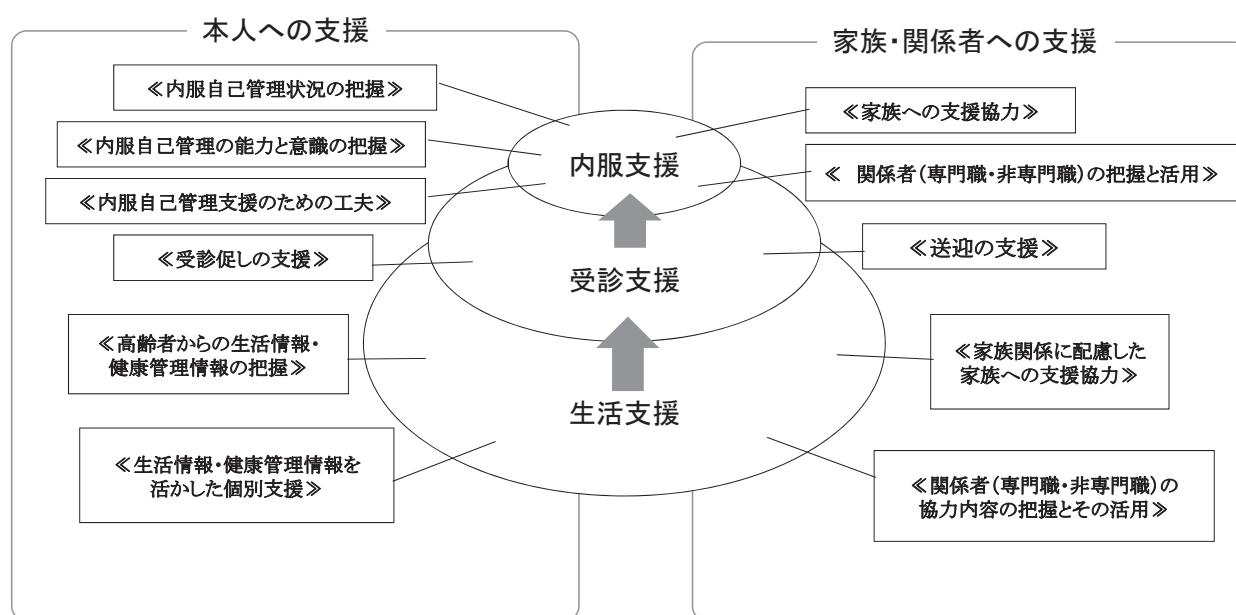 本人への支援
≪内服自己管理状況の把握≫
≪内服自己管理の能力と意識の把握≫
≪内服自己管理支援のための工夫≫
≪受診促しの支援≫
≪高齢者からの生活情報・
健康管理情報の把握≫
≪生活情報・健康管理情報を
活かした個別支援≫
内服支援
受診支援
生活支援
家族・関係者への支援
≪家族への支援協力≫
≪ 関係者(専門職・非専門職)の把握と活用≫
≪送迎の支援≫
≪家族関係に配慮した
家族への支援協力≫
≪関係者(専門職・非専門職)の
協力内容の把握とその活用≫